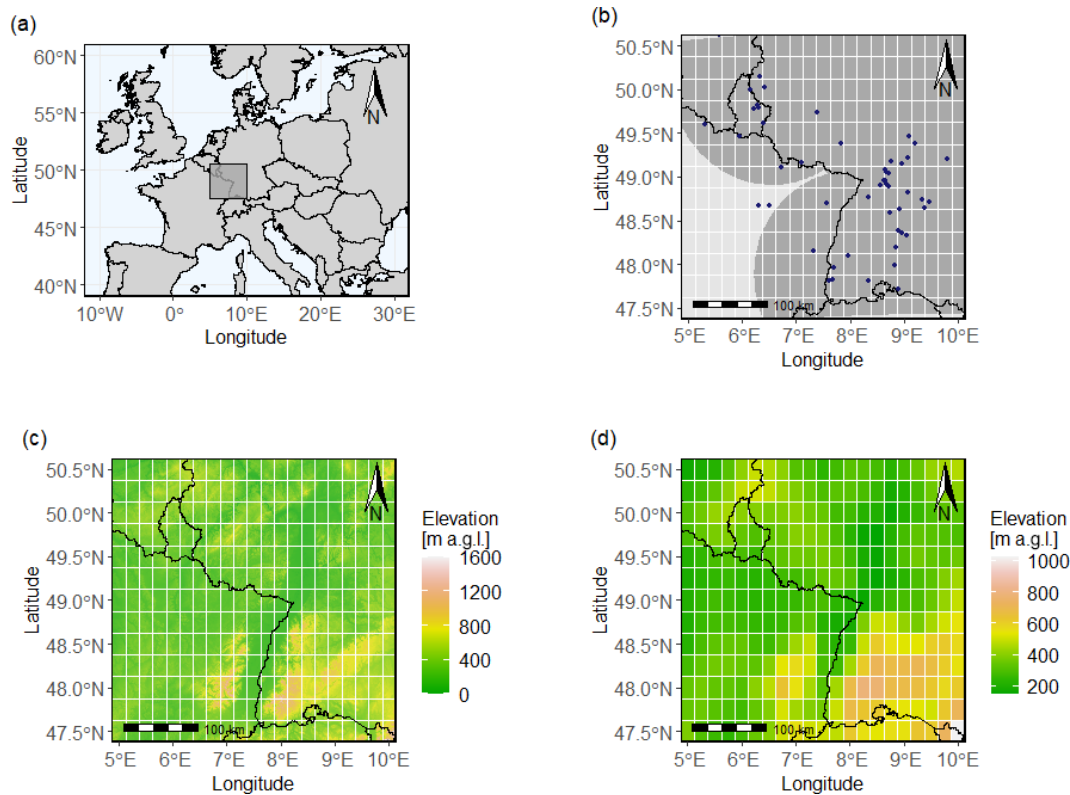 (a)
60°N
55°N
50°N
45°N
40°N
Latitude
N
10°W 0° 10°E 20°E 30°E
Longitude
(b)
50.5°N
50.0°N
49.5°N
49.0°N
48.5°N
48.0°N
47.5°N
Latitude
N
100 km
5°E 6°E 7°E 8°E 9°E 10°E
Longitude
(c)
50.5°N
50.0°N
49.5°N
49.0°N
48.5°N
48.0°N
47.5°N
Latitude
N
100 km
5°E 6°E 7°E 8°E 9°E 10°E
Longitude
Elevation
[m a.g.l.]
1600
1200
800
400
0
(d)
50.5°N
50.0°N
49.5°N
49.0°N
48.5°N
48.0°N
47.5°N
Latitude
N
100 km
5°E 6°E 7°E 8°E 9°E 10°E
Longitude
Elevation
[m a.g.l.]
1000
800
600
400
200